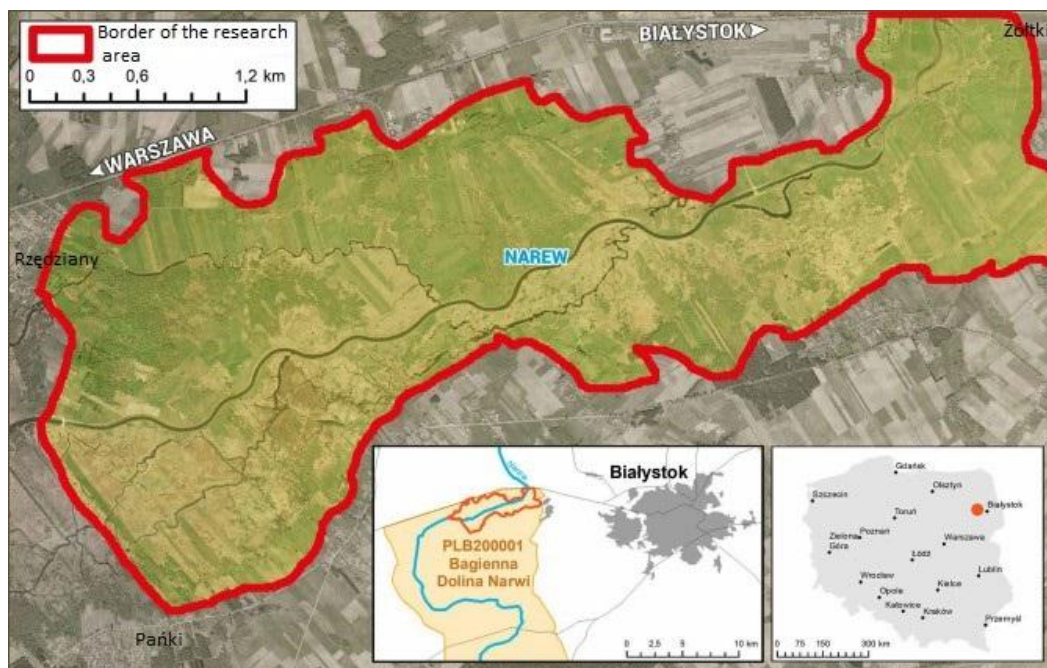 Border of the research
area
0 0,3 0,6 1,2 km
BIAŁYSTOK
Żółtki
WARSZAWA
Rzędziany
NAREW
Pańki
Narew
Białystok
PLB200001
Bagienna
Dolina Narwi
0 2,5 5 10 km
Gdańsk
Olsztyn
Szczecin
Białystok
Toruń
Zielona
Góra
Poznań
Warszawa
Łódź
Lublin
Wrocław
Kielce
Opole
Katowice
Kraków
Przemyśl
0 75 150 300 km